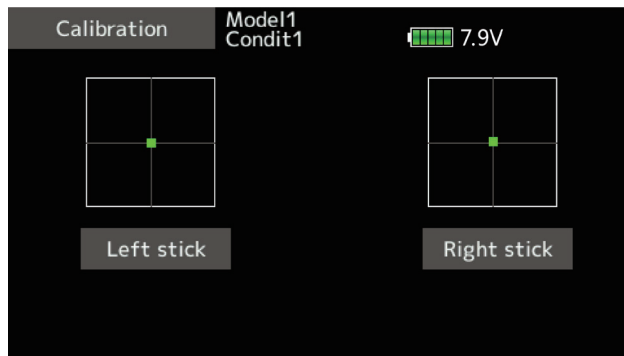 Calibration
Model1
Condit1
7.9V
Left stick
Right stick